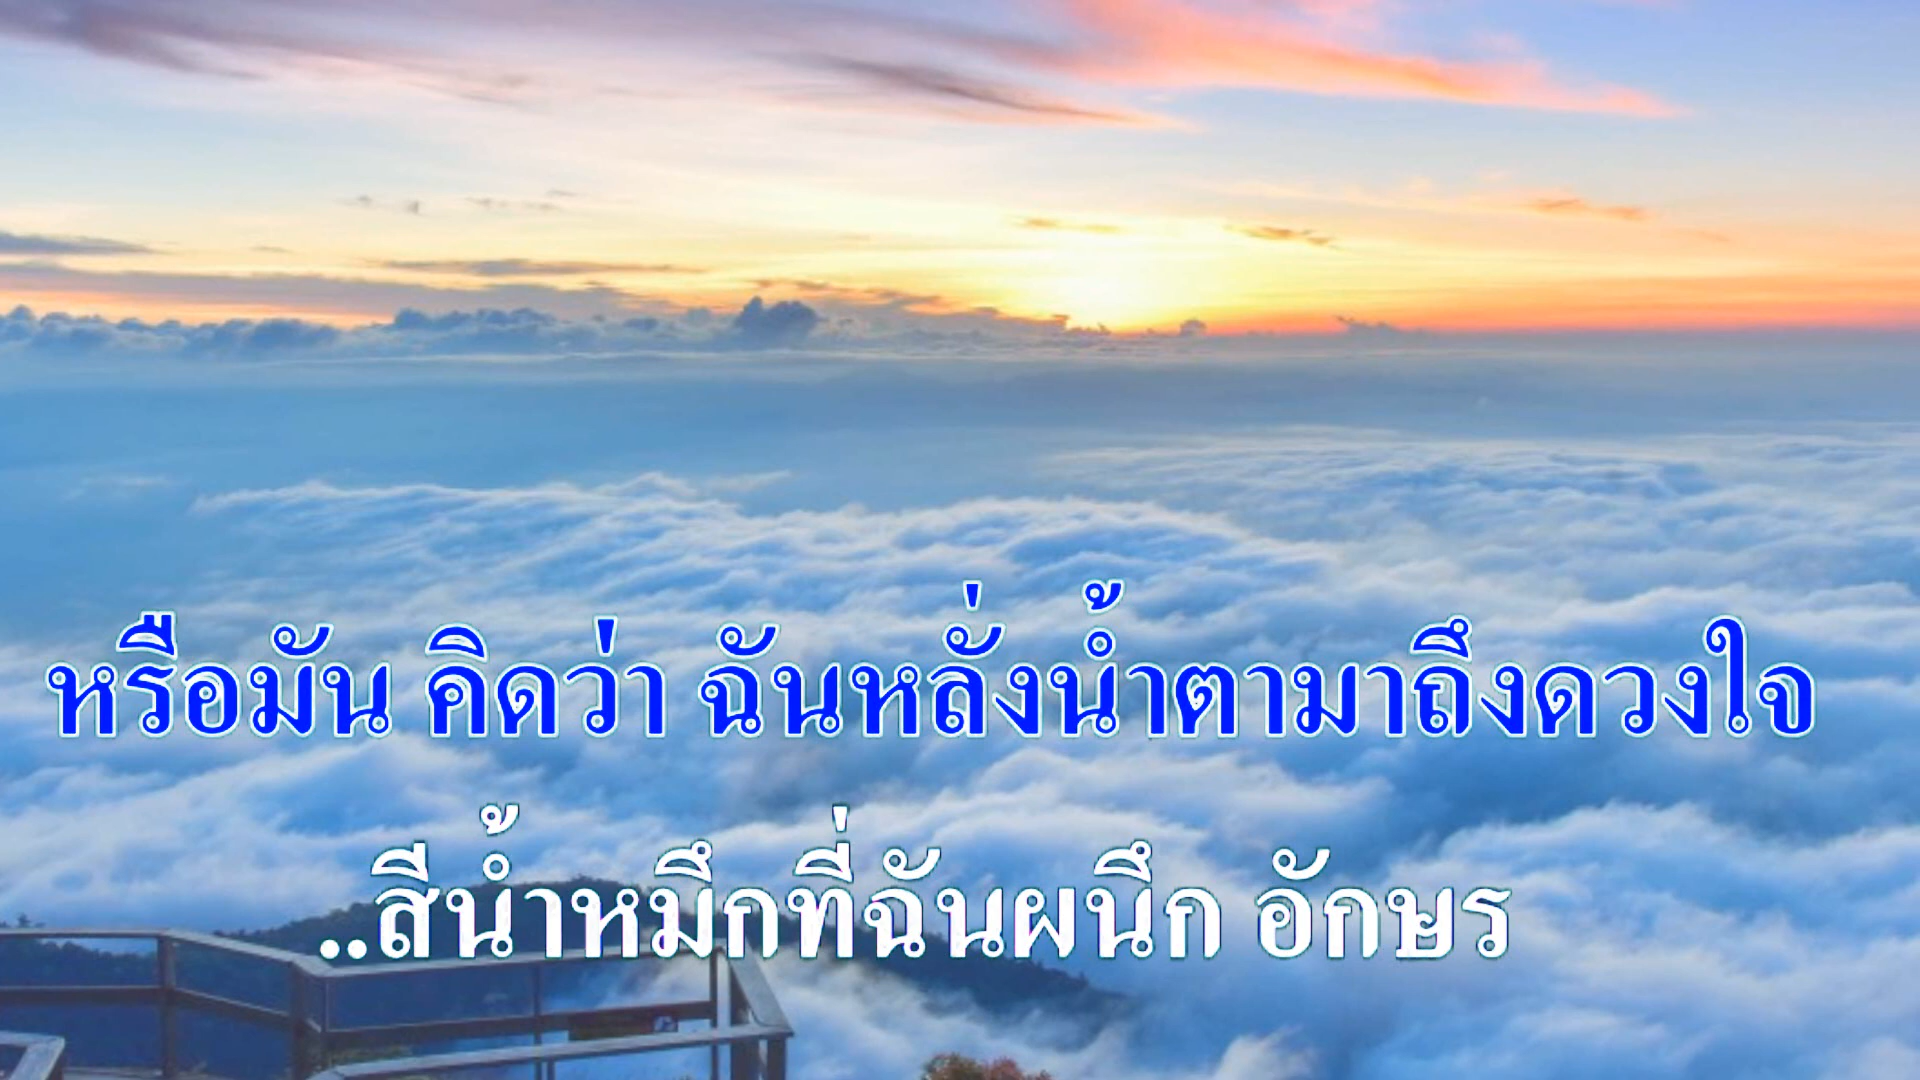 หรือมัน คิดว่า ฉันหลั่งน้ำตามาถึงดวงใจ
..สีน้ำหมึกที่ฉันผนึก อักษร